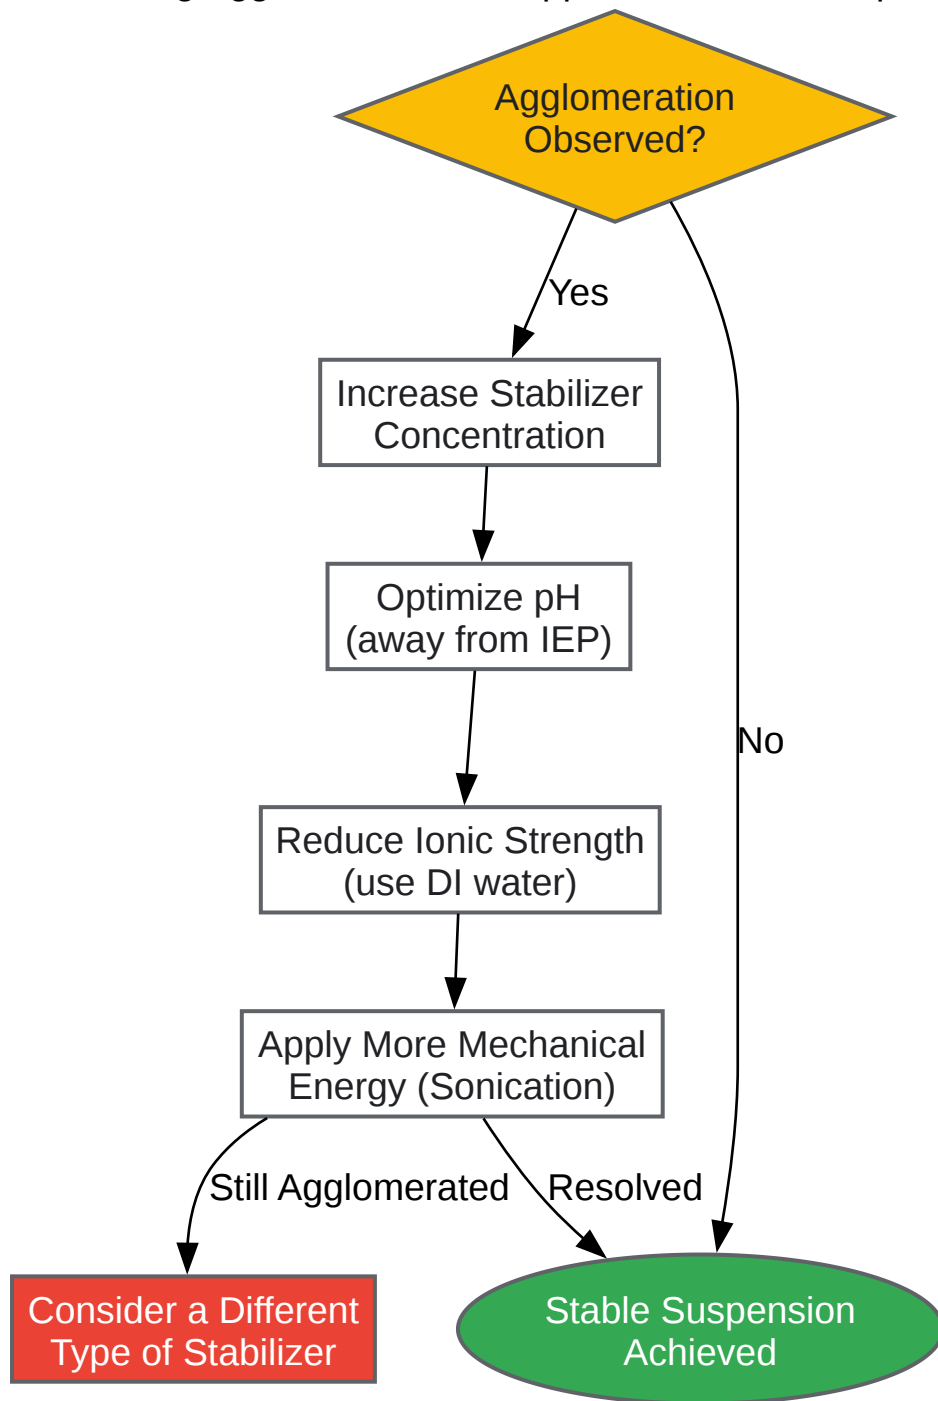 Agglomeration
Observed?
Yes
Increase Stabilizer
Concentration
Optimize pH
(away from IEP)
No
Reduce Ionic Strength
(use DI water)
Apply More Mechanical
Energy (Sonication)
Still Agglomerated
Resolved
Consider a Different
Type of Stabilizer
Stable Suspension
Achieved